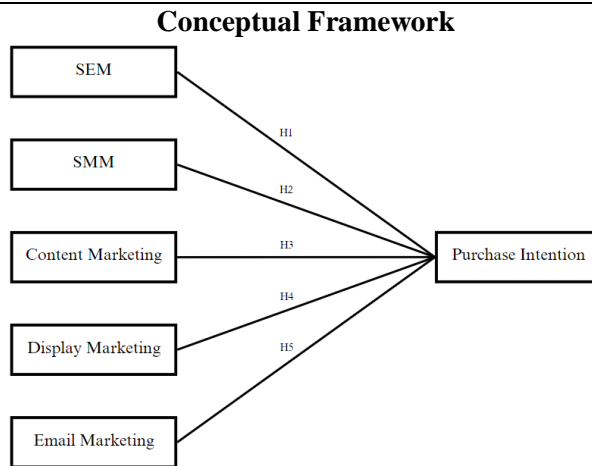 Conceptual Framework
SEM
H1
SMM
H2
Content Marketing
H3
Purchase Intention
H4
Display Marketing
H5
Email Marketing